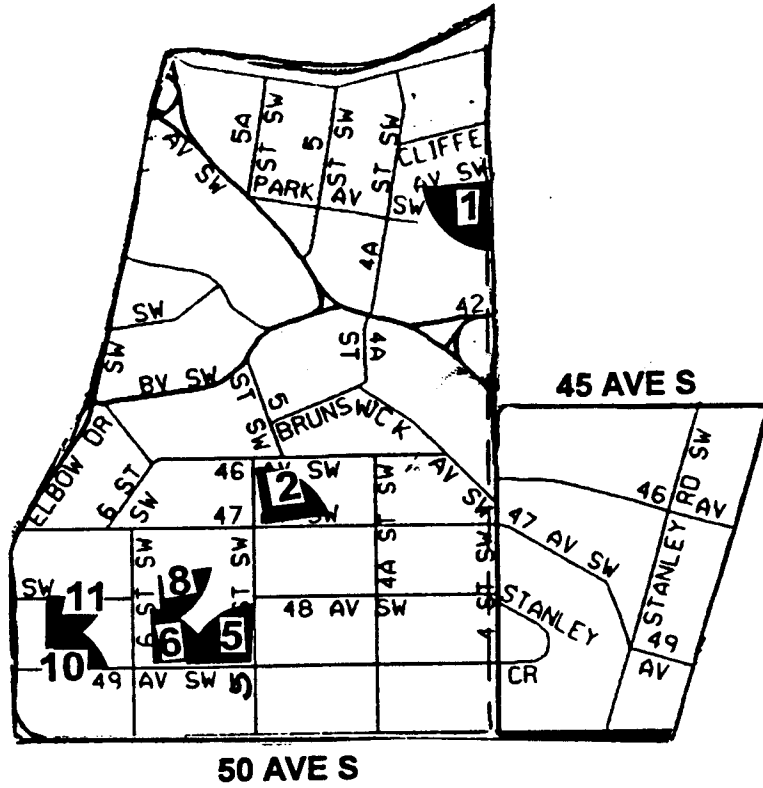 5A
ST SW
5
ST SW
ST SW
CLIFFE
AV SW
AV SW
PARK AV SW
1
4A
42
SW
4A
ST
SW
BV SW
5
ST SW
45 AVE S
BRUNSWICK
AV SW
ELBOW DR
6 ST
SW
46
AV SW
2
SW
47
46 AV
RD SW
STANLEY
47 AV SW
ST SW
4A
ST SW
4
6 ST SW
ST SW
SW
11
8
48 AV SW
STANLEY
CR
6
5
10
49 AV SW
5
49
AV
50 AVE S